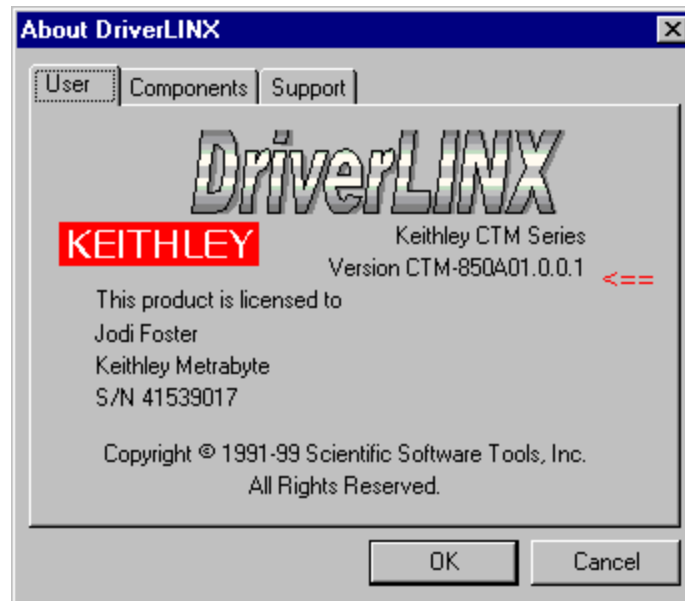 About DriverLINX
User Components Support
DriverLINX
KEITHLEY
Keithley CTM Series
Version CTM-850A01.0.0.1 <==
This product is licensed to
Jodi Foster
Keithley Metrabyte
S/N 41539017
Copyright © 1991-99 Scientific Software Tools, Inc.
All Rights Reserved.
OK Cancel